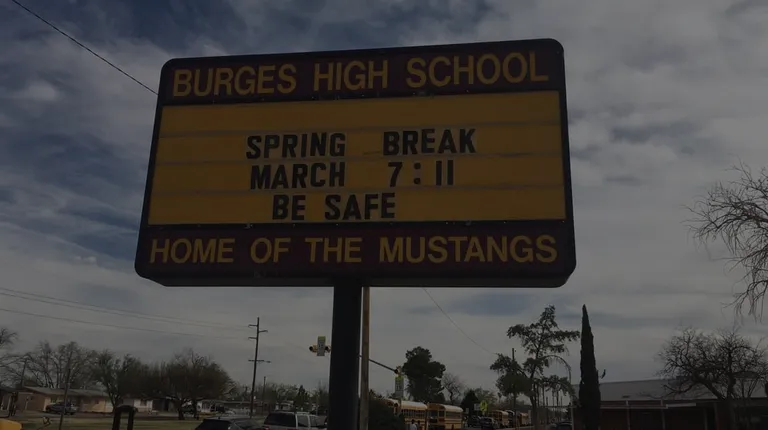 BURGES HIGH SCHOOL
SPRING BREAK
MARCH 7:11
BE SAFE
HOME OF THE MUSTANGS